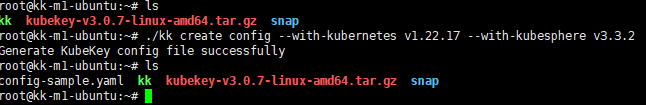 root@kk-m1-ubuntu:~# ls
kk kubekey-v3.0.7-linux-amd64.tar.gz snap
root@kk-m1-ubuntu:~# ./kk create config --with-kubernetes v1.22.17 --with-kubesphere v3.3.2
Generate KubeKey config file successfully
root@kk-m1-ubuntu:~# ls
config-sample.yaml kk kubekey-v3.0.7-linux-amd64.tar.gz snap
root@kk-m1-ubuntu:~#